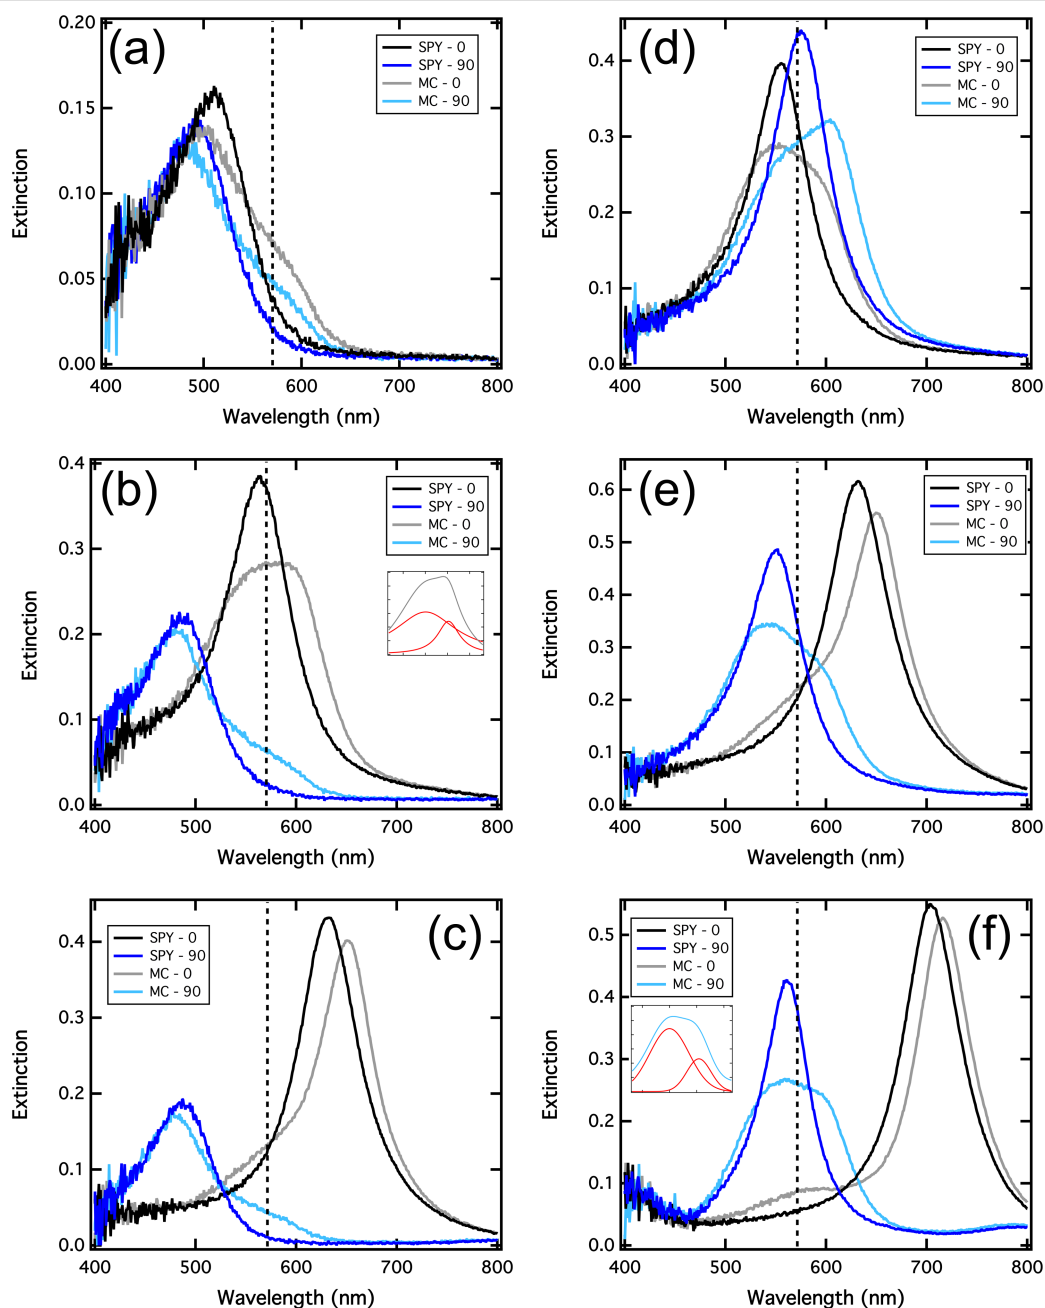 (a)
0.20
0.15
0.10
0.05
0.00
Extinction
SPY - 0
SPY - 90
MC - 0
MC - 90
400 500 600 700 800
Wavelength (nm)
(d)
0.4
0.3
0.2
0.1
0.0
Extinction
SPY - 0
SPY - 90
MC - 0
MC - 90
400 500 600 700 800
Wavelength (nm)
(b)
0.4
0.3
0.2
0.1
0.0
Extinction
SPY - 0
SPY - 90
MC - 0
MC - 90
400 500 600 700 800
Wavelength (nm)
(e)
0.6
0.5
0.4
0.3
0.2
0.1
0.0
Extinction
SPY - 0
SPY - 90
MC - 0
MC - 90
400 500 600 700 800
Wavelength (nm)
(c)
0.4
0.3
0.2
0.1
0.0
Extinction
SPY - 0
SPY - 90
MC - 0
MC - 90
400 500 600 700 800
Wavelength (nm)
(f)
0.5
0.4
0.3
0.2
0.1
0.0
Extinction
SPY - 0
SPY - 90
MC - 0
MC - 90
400 500 600 700 800
Wavelength (nm)